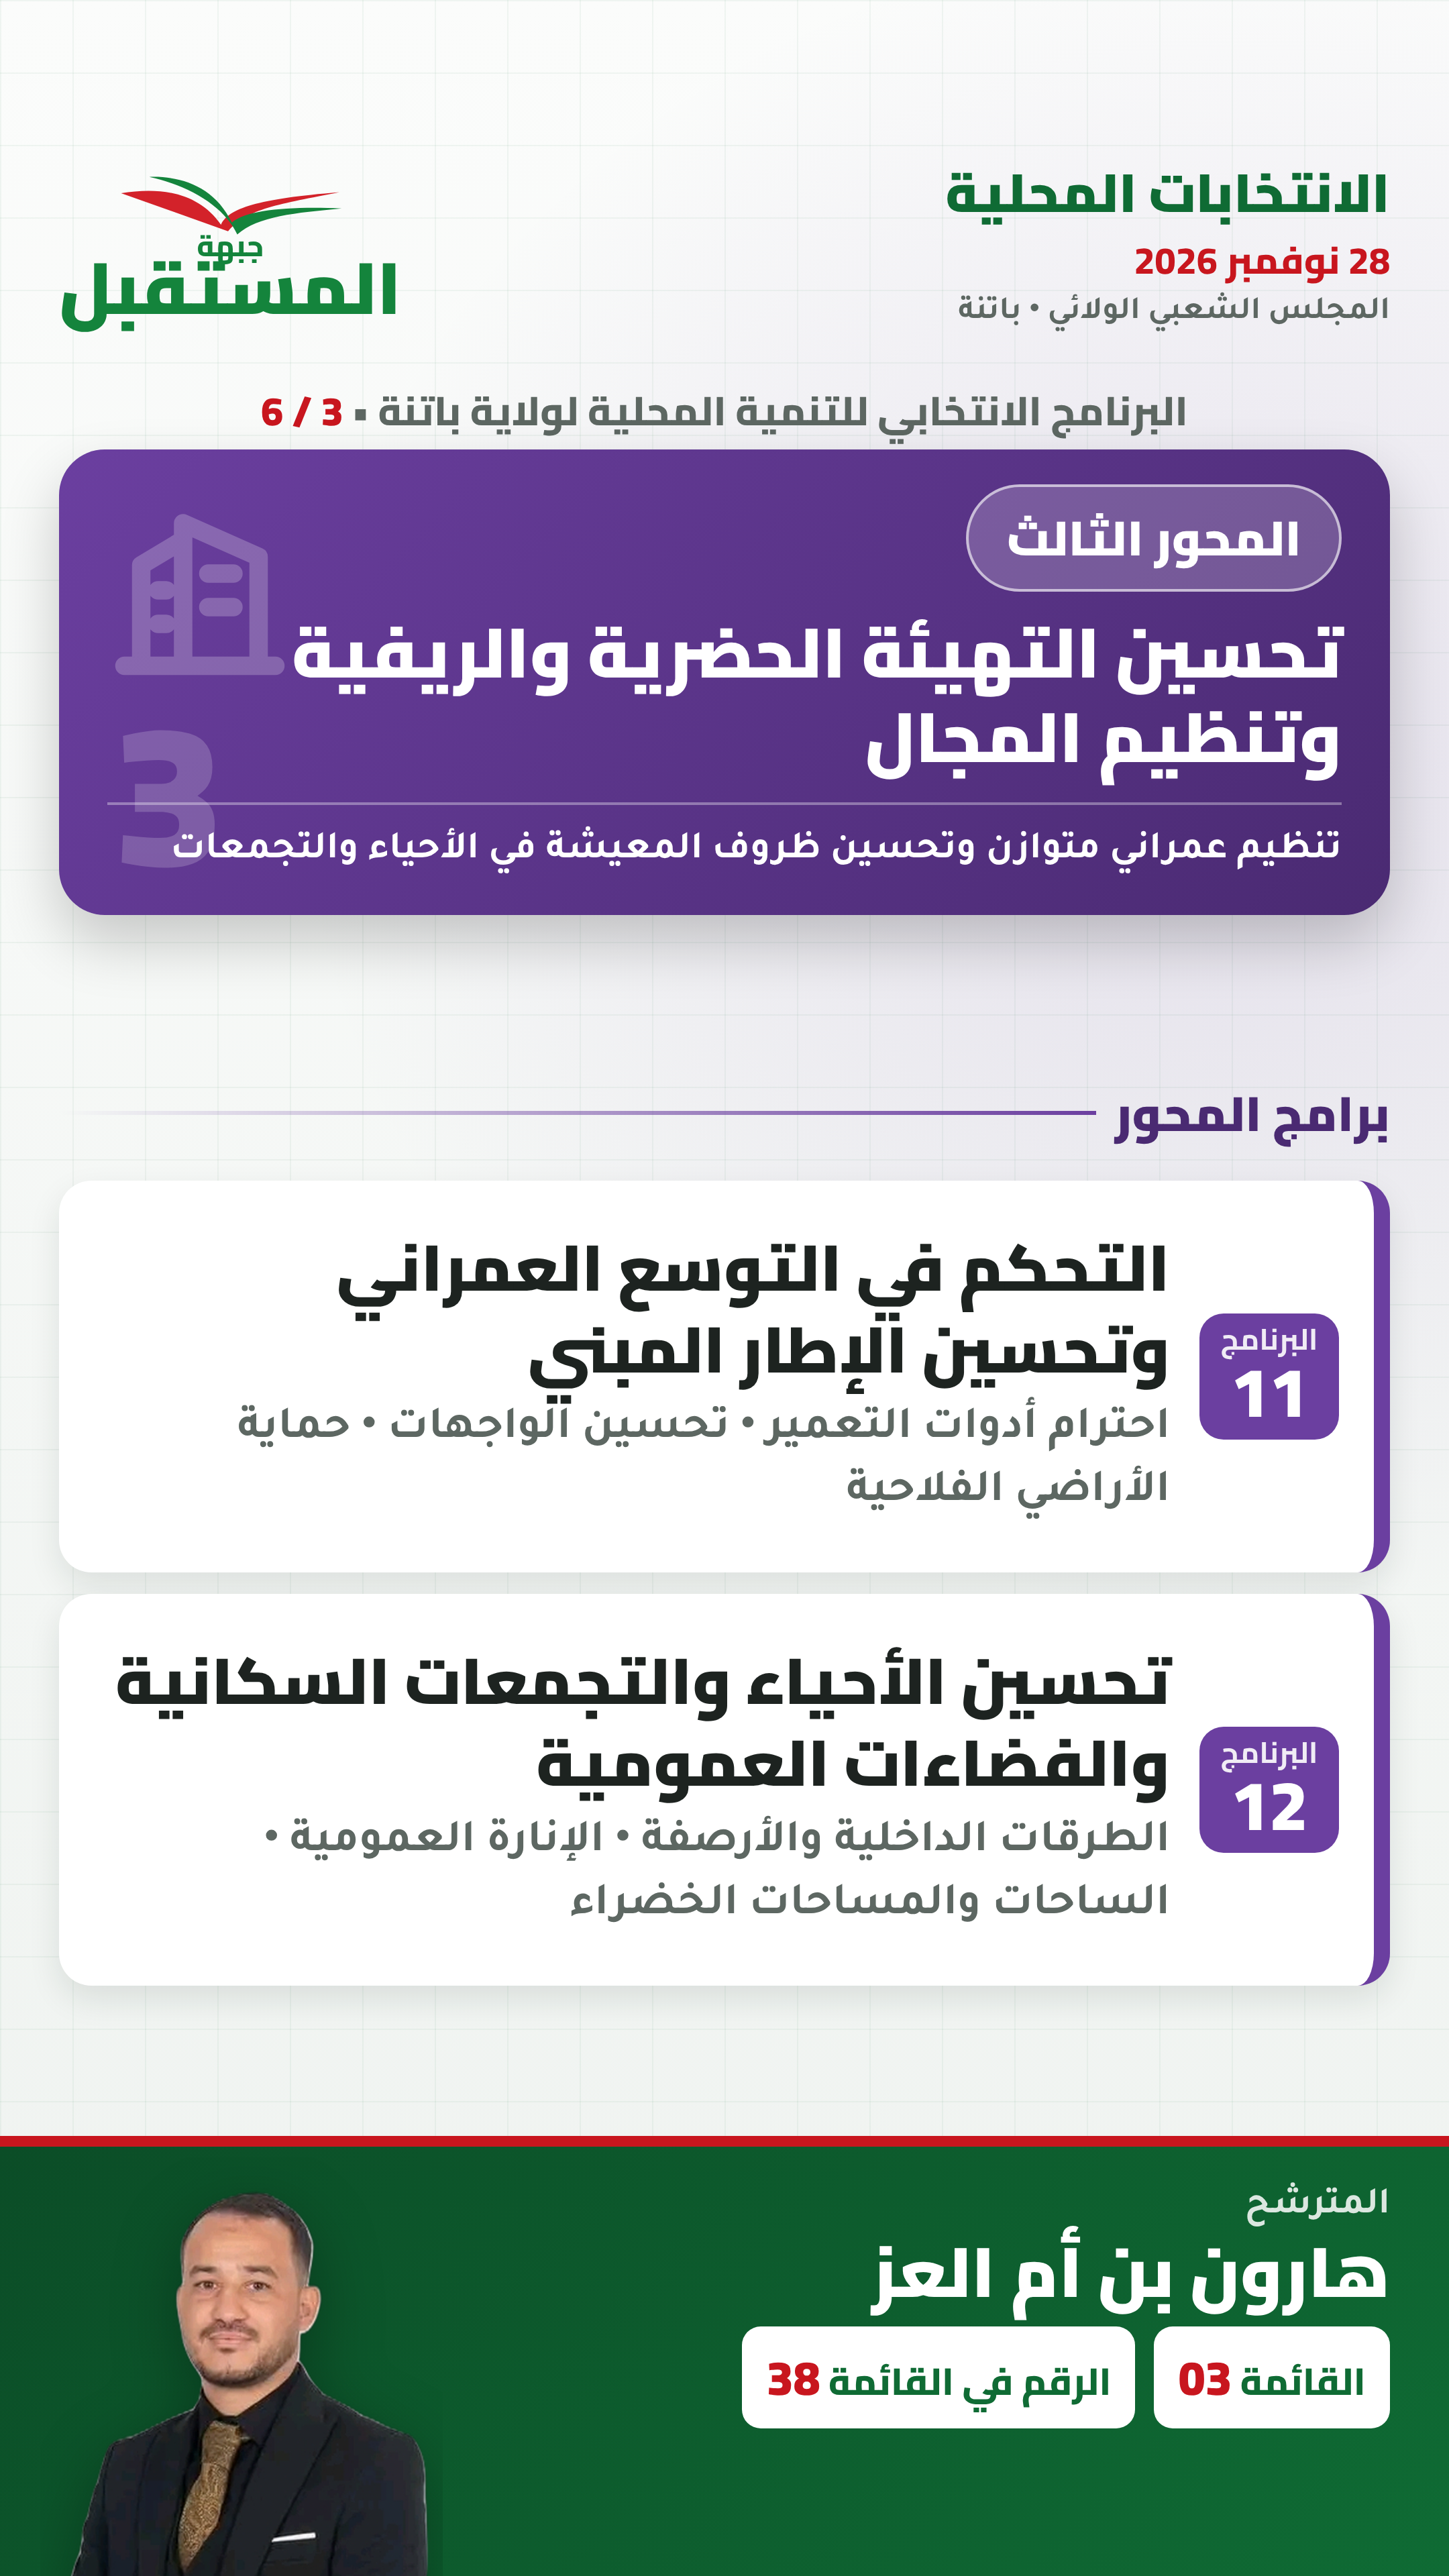 الانتخابات المحلية
28 نوفمبر 2026
المجلس الشعبي الولائي • باتنة
جبهة
المستقبل
البرنامج الانتخابي للتنمية المحلية لولاية باتنة ▪ 3 / 6
المحور الثالث
تحسين التهيئة الحضرية والريفية
وتنظيم المجال
3
تنظيم عمراني متوازن وتحسين ظروف المعيشة في الأحياء والتجمعات
برامج المحور
البرنامج
11
التحكم في التوسع العمراني
وتحسين الإطار المبني
احترام أدوات التعمير • تحسين الواجهات • حماية
الأراضي الفلاحية
البرنامج
12
تحسين الأحياء والتجمعات السكانية
والفضاءات العمومية
الطرقات الداخلية والأرصفة • الإنارة العمومية •
الساحات والمساحات الخضراء
المترشح
هارون بن أم العز
القائمة 03
الرقم في القائمة 38